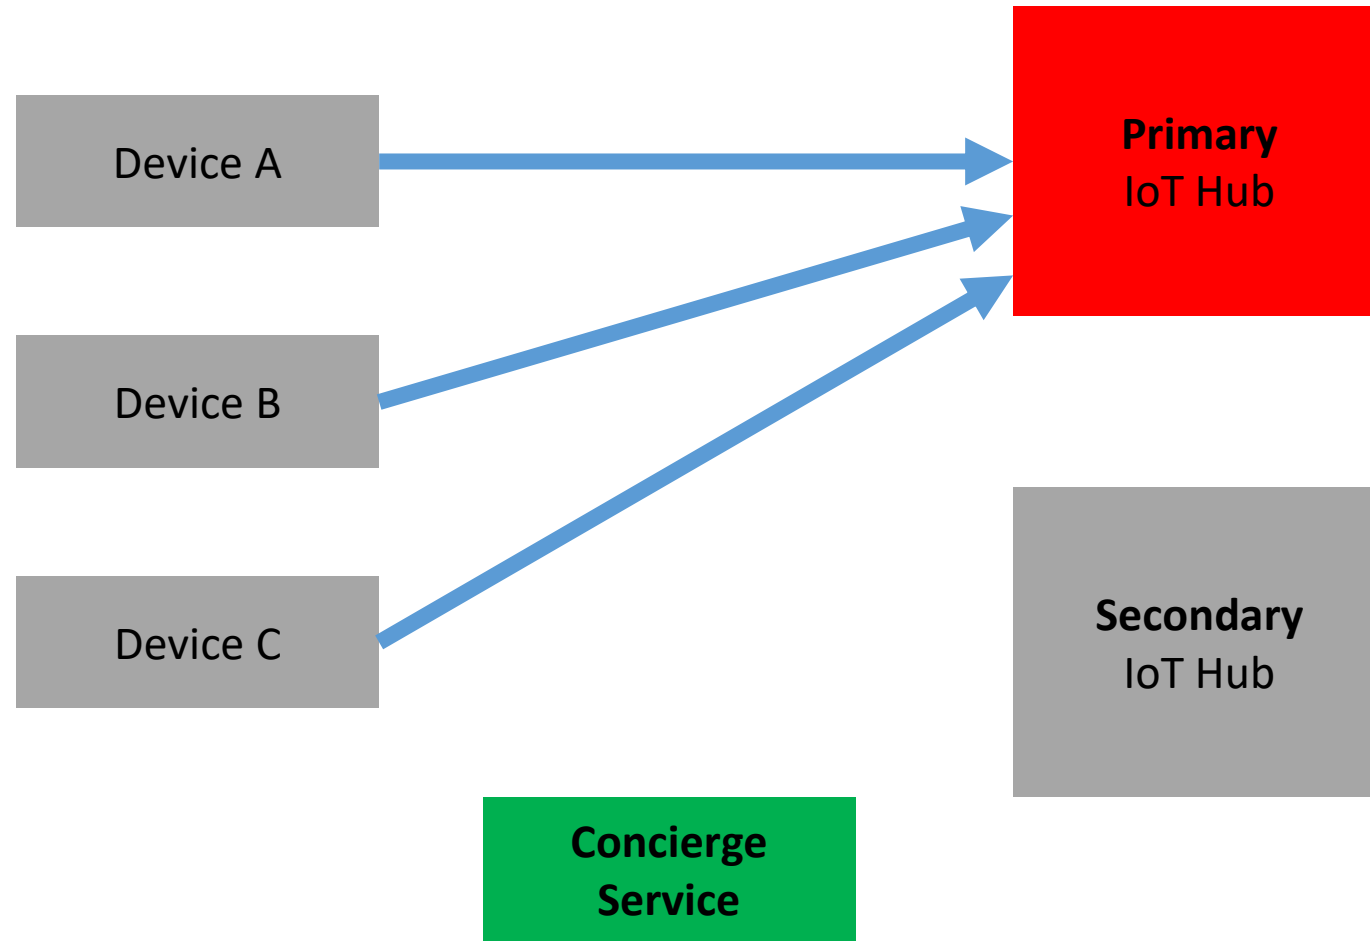 Device A
Primary
IoT Hub
Device B
Device C
Secondary
IoT Hub
Concierge
Service